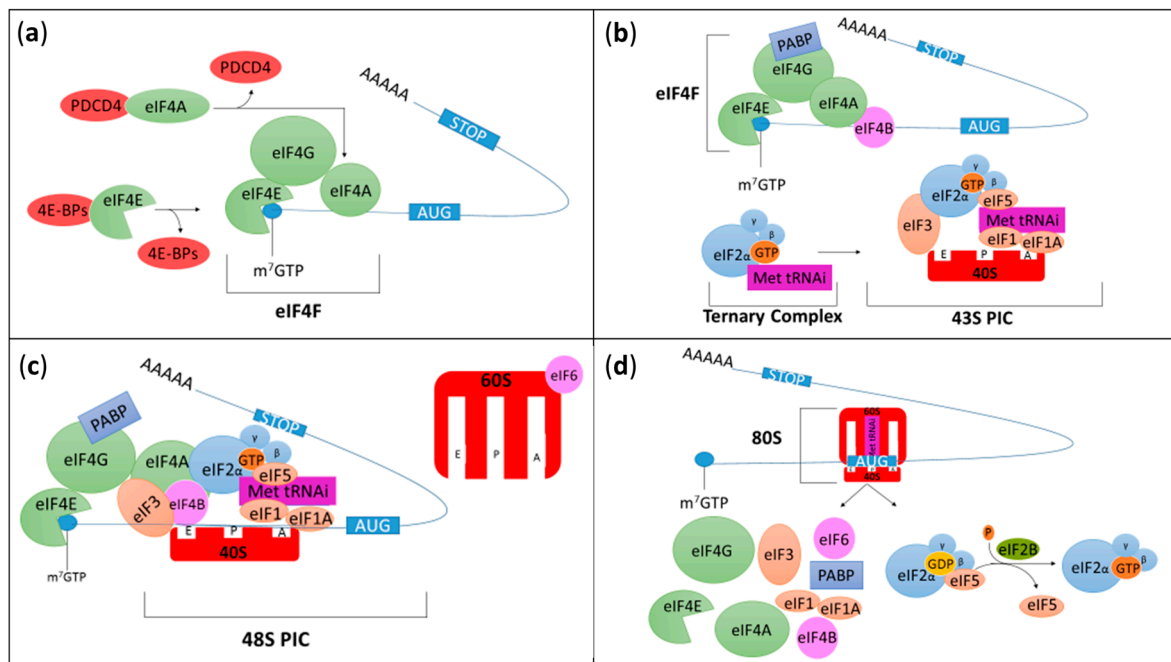 (a)
PDCD4
AAAAA
PDCD4 eIF4A
STOP
eIF4G
eIF4E
eIF4A
4E-BPs eIF4E
AUG
4E-BPs
m7GTP
eIF4F
(b)
AAAAA
PABP
STOP
eIF4G
eIF4F
eIF4E
eIF4A
eIF4B
AUG
m7GTP
γ
GTP
β
eIF2α
eIF5
Met tRNAi
eIF3
eIF1
eIF1A
E P A
40S
γ
β
eIF2α GTP
Met tRNAi
Ternary Complex
43S PIC
(c)
AAAAA
60S
eIF6
PABP
STOP
E P A
eIF4G
eIF4A
γ
GTP
β
eIF2α
eIF5
Met tRNAi
eIF4E
eIF3
eIF4B
eIF1
eIF1A
AUG
E P A
40S
m7GTP
48S PIC
(d)
AAAAA
STOP
80S
60S
Met tRNAi
AUG
40S
m7GTP
eIF4G
eIF3
eIF6
PABP
eIF4E
eIF1
eIF1A
eIF4A
eIF4B
γ
GDP
β
eIF2α
eIF5
P
eIF2B
eIF5
γ
β
eIF2α GTP